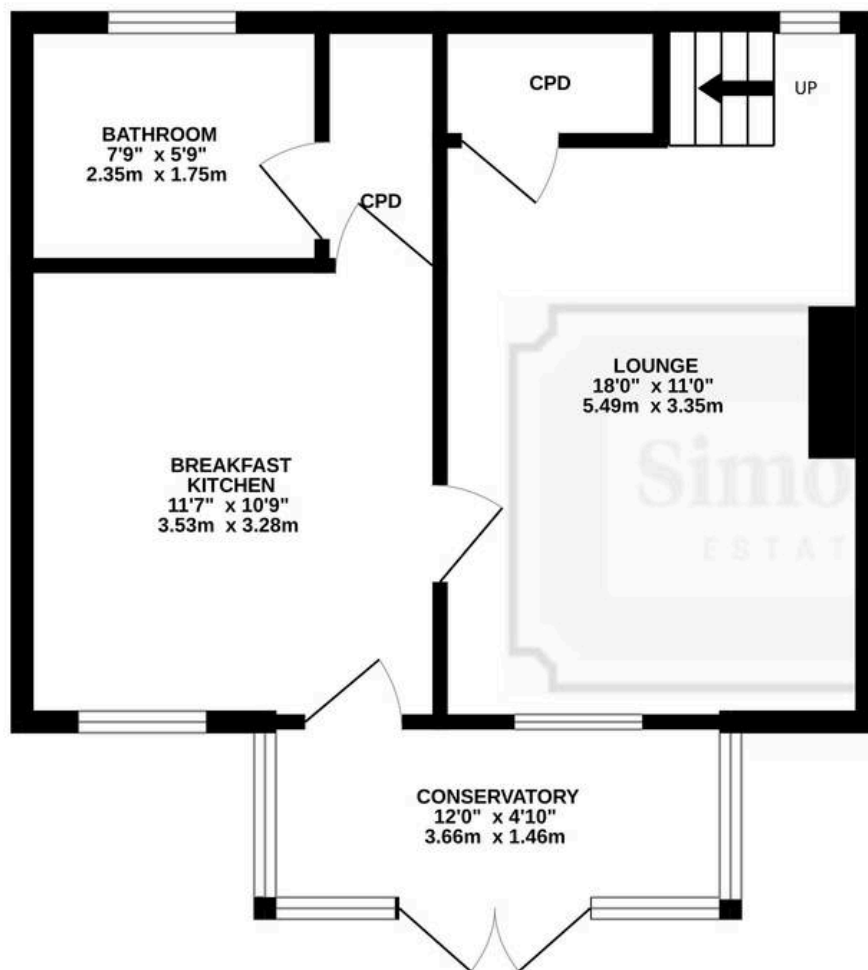 BATHROOM
7'9" x 5'9"
2.35m x 1.75m
CPD
CPD
UP
LOUNGE
18'0" x 11'0"
5.49m x 3.35m
BREAKFAST
KITCHEN
11'7" x 10'9"
3.53m x 3.28m
Simo
ESTAT
CONSERVATORY
12'0" x 4'10"
3.66m x 1.46m